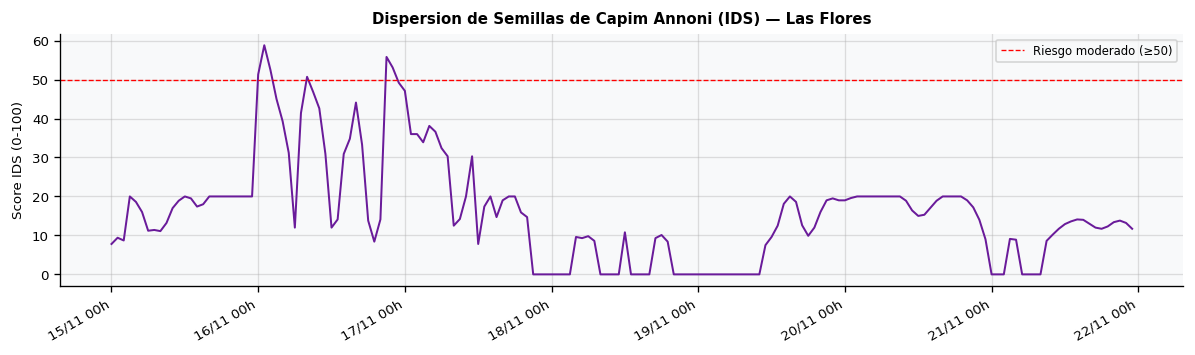 Dispersion de Semillas de Capim Annoni (IDS) — Las Flores
Riesgo moderado (≥50)
Score IDS (0-100)
60
50
40
30
20
10
0
15/11 00h
16/11 00h
17/11 00h
18/11 00h
19/11 00h
20/11 00h
21/11 00h
22/11 00h